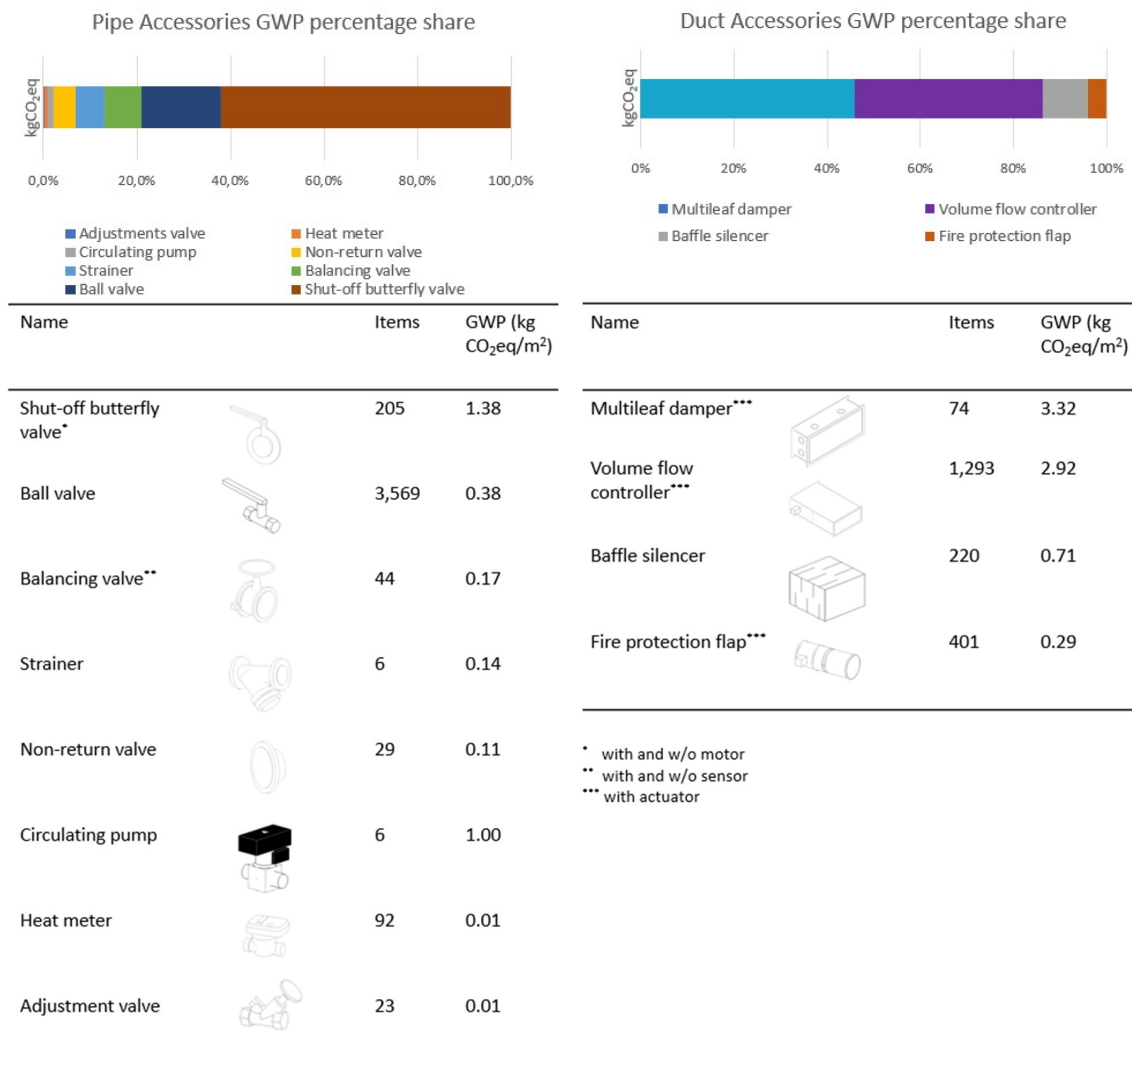 Pipe Accessories GWP percentage share
kgCO₂eq
0,0% 20,0% 40,0% 60,0% 80,0% 100,0%
Adjustments valve Heat meter
Circulating pump Non-return valve
Strainer Balancing valve
Ball valve Shut-off butterfly valve
Name Items GWP (kg
CO₂eq/m²)
Shut-off butterfly 205 1.38
valve*
Ball valve 3,569 0.38
Balancing valve** 44 0.17
Strainer 6 0.14
Non-return valve 29 0.11
Circulating pump 6 1.00
Heat meter 92 0.01
Adjustment valve 23 0.01
Duct Accessories GWP percentage share
kgCO₂eq
0% 20% 40% 60% 80% 100%
Multileaf damper Volume flow controller
Baffle silencer Fire protection flap
Name Items GWP (kg
CO₂eq/m²)
Multileaf damper*** 74 3.32
Volume flow 1,293 2.92
controller***
Baffle silencer 220 0.71
Fire protection flap*** 401 0.29
* with and w/o motor
** with and w/o sensor
*** with actuator